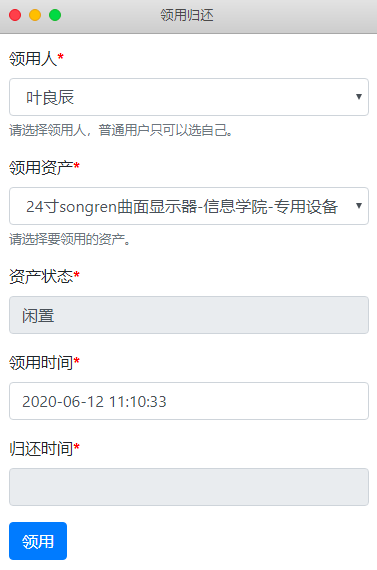 领用归还
领用人*
叶良辰
请选择领用人，普通用户只可以选自己。
领用资产*
24寸songren曲面显示器-信息学院-专用设备
请选择要领用的资产。
资产状态*
闲置
领用时间*
2020-06-12 11:10:33
归还时间*
领用